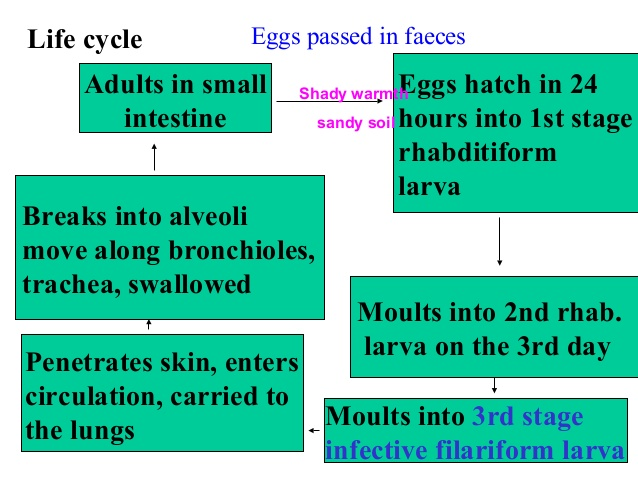 Life cycle
Eggs passed in faeces
Adults in small
intestine
Shady warmth
sandy soil
Eggs hatch in 24
hours into 1st stage
rhabditiform
larva
Moults into 2nd rhab.
larva on the 3rd day
Moults into 3rd stage
infective filariform larva
Penetrates skin, enters
circulation, carried to
the lungs
Breaks into alveoli
move along bronchioles,
trachea, swallowed